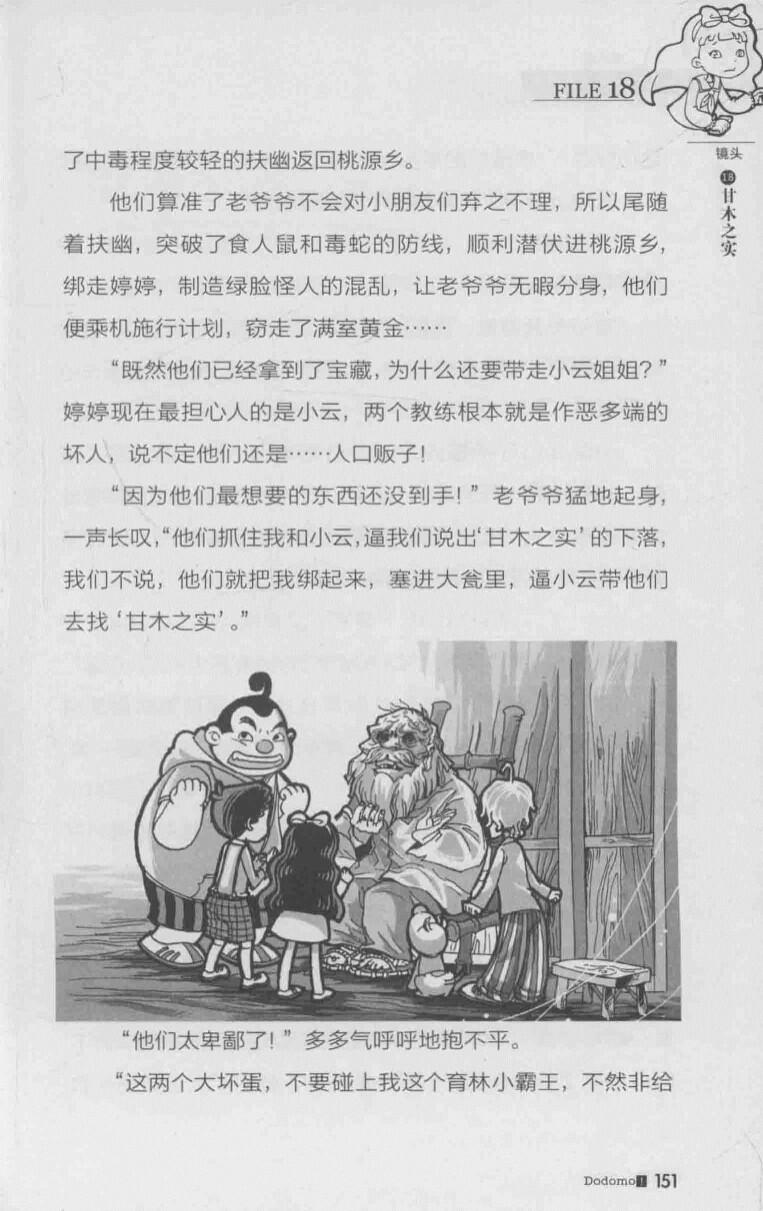 FILE 18
镜头
18
甘木之实
了中毒程度较轻的扶幽返回桃源乡。
他们算准了老爷爷不会对小朋友们弃之不理，所以尾随
着扶幽，突破了食人鼠和毒蛇的防线，顺利潜伏进桃源乡，
绑走婷婷，制造绿脸怪人的混乱，让老爷爷无暇分身，他们
便乘机施行计划，窃走了满室黄金……
“既然他们已经拿到了宝藏，为什么还要带走小云姐姐？”
婷婷现在最担心人的是小云，两个教练根本就是作恶多端的
坏人，说不定他们还是……人口贩子！
“因为他们最想要的东西还没到手！”老爷爷猛地起身，
一声长叹，“他们抓住我和小云，逼我们说出‘甘木之实’的下落，
我们不说，他们就把我绑起来，塞进大瓮里，逼小云带他们
去找‘甘木之实’。”
“他们太卑鄙了！”多多气呼呼地抱不平。
“这两个大坏蛋，不要碰上我这个育林小霸王，不然非给
Dodomo! 151